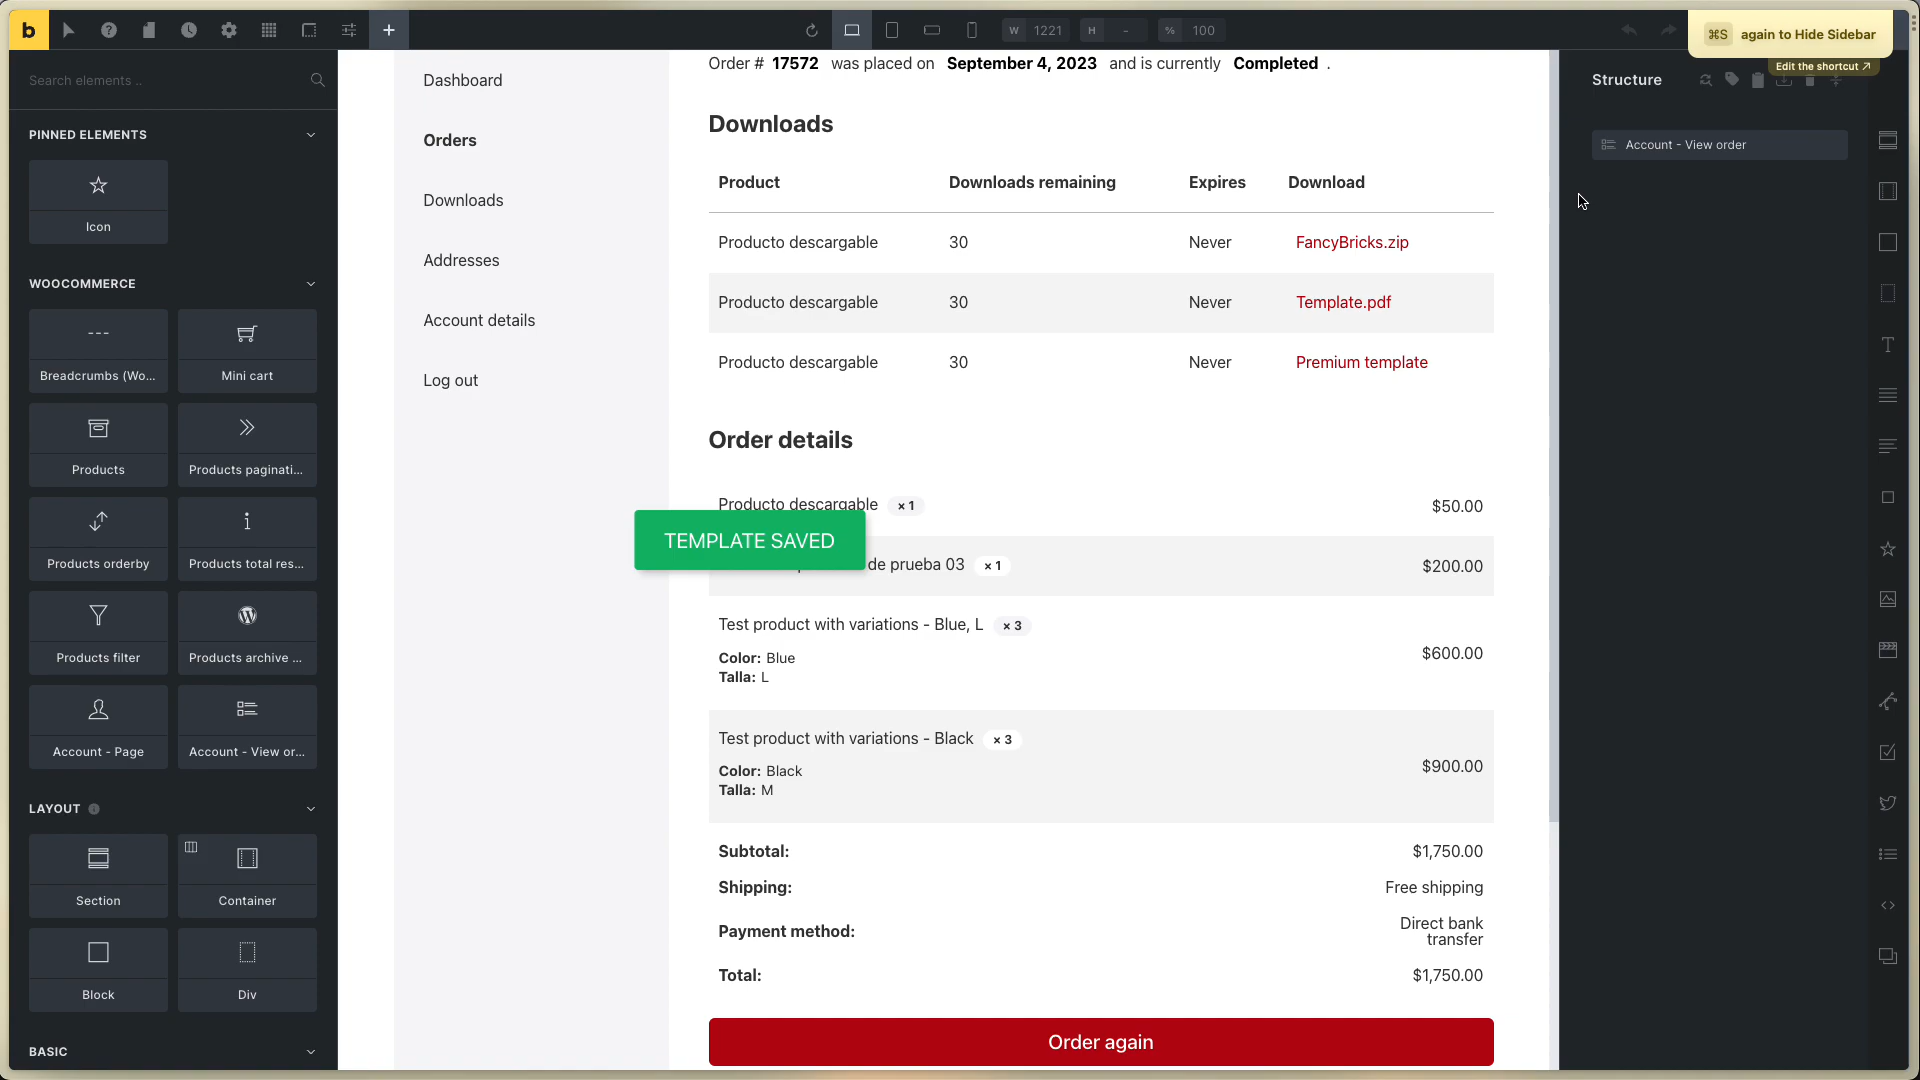 b
W 1221 H - % 100
⌘S again to Hide Sidebar
Edit the shortcut ↗
Search elements ..
PINNED ELEMENTS
Icon
WOOCOMMERCE
Breadcrumbs (Wo...
Mini cart
Products
Products paginati...
Products orderby
Products total res...
Products filter
Products archive ...
Account - Page
Account - View or...
LAYOUT
Section
Container
Block
Div
BASIC
Dashboard
Orders
Downloads
Addresses
Account details
Log out
Order # 17572 was placed on September 4, 2023 and is currently Completed .
Downloads
Product Downloads remaining Expires Download
Producto descargable 30 Never FancyBricks.zip
Producto descargable 30 Never Template.pdf
Producto descargable 30 Never Premium template
Order details
Producto descargable × 1 $50.00
TEMPLATE SAVED
de prueba 03 × 1 $200.00
Test product with variations - Blue, L × 3
Color: Blue
Talla: L
$600.00
Test product with variations - Black × 3
Color: Black
Talla: M
$900.00
Subtotal: $1,750.00
Shipping: Free shipping
Payment method: Direct bank
transfer
Total: $1,750.00
Order again
Structure
Account - View order